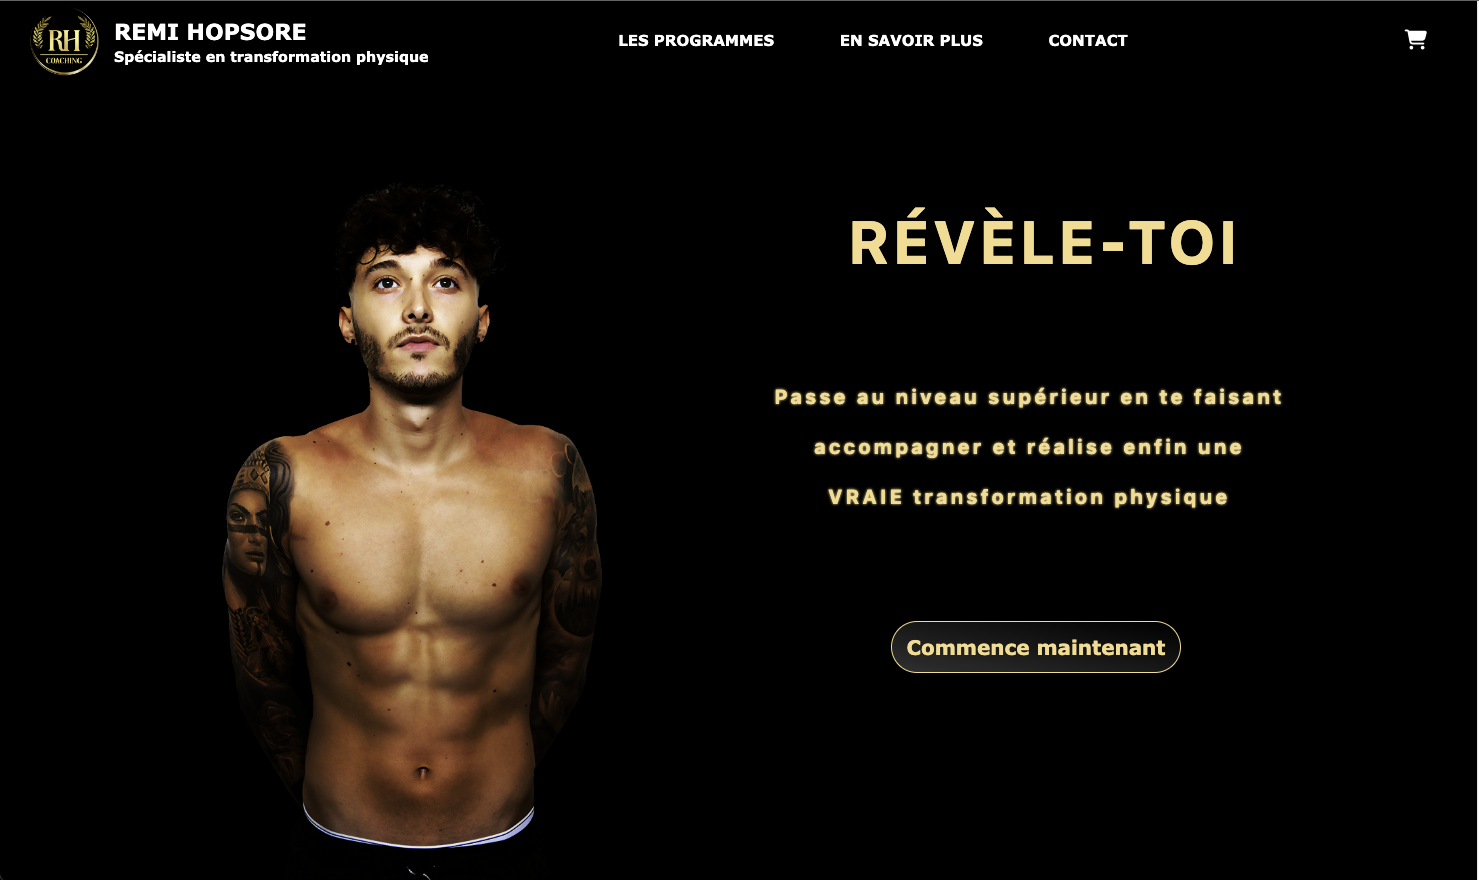 RH
COACHING
REMI HOPSORE
Spécialiste en transformation physique
LES PROGRAMMES
EN SAVOIR PLUS
CONTACT
RÉVÈLE-TOI
Passe au niveau supérieur en te faisant
accompagner et réalise enfin une
VRAIE transformation physique
Commence maintenant